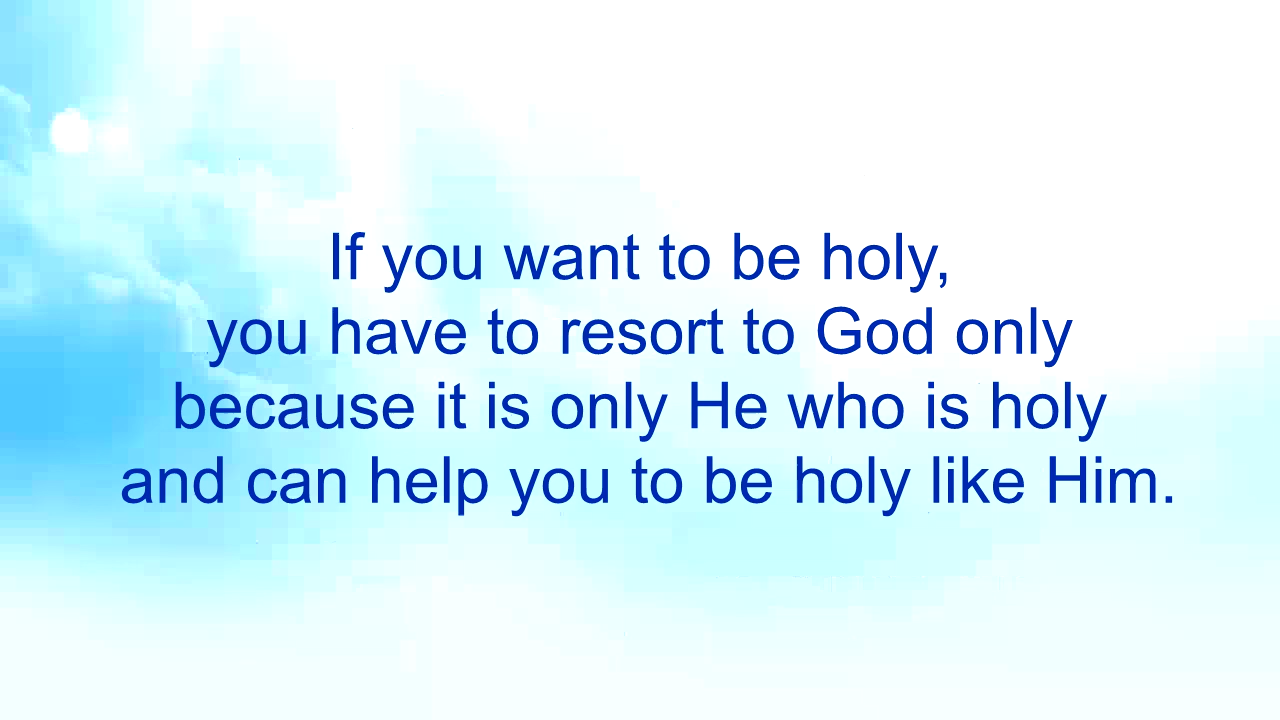 If you want to be holy,
you have to resort to God only
because it is only He who is holy
and can help you to be holy like Him.